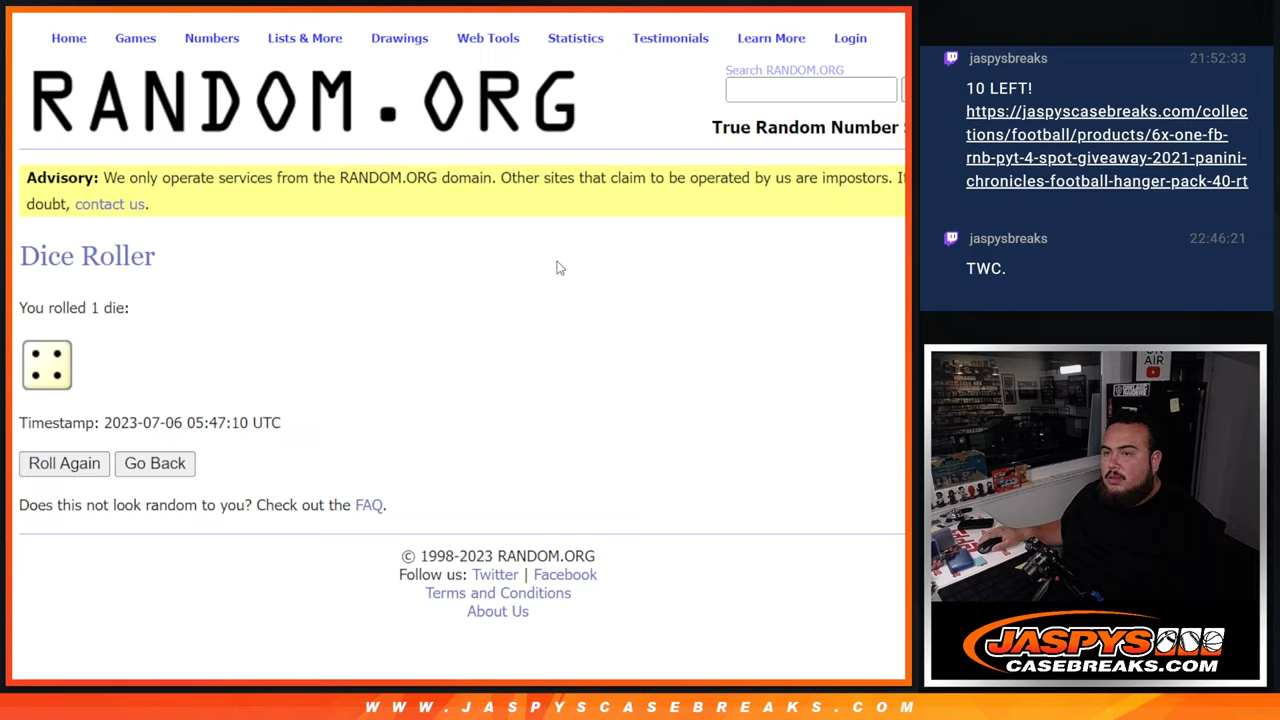 Home Games Numbers Lists & More Drawings Web Tools Statistics Testimonials Learn More Login
RANDOM.ORG
Search RANDOM.ORG
True Random Number
Advisory: We only operate services from the RANDOM.ORG domain. Other sites that claim to be operated by us are impostors. If
doubt, contact us.
Dice Roller
You rolled 1 die:
Timestamp: 2023-07-06 05:47:10 UTC
Roll Again Go Back
Does this not look random to you? Check out the FAQ.
© 1998-2023 RANDOM.ORG
Follow us: Twitter | Facebook
Terms and Conditions
About Us
jaspysbreaks 21:52:33
10 LEFT!
https://jaspyscasebreaks.com/collec
tions/football/products/6x-one-fb-
rnb-pyt-4-spot-giveaway-2021-panini-
chronicles-football-hanger-pack-40-rt
jaspysbreaks 22:46:21
TWC.
ON
AIR
JASPYS
CASEBREAKS.COM
WWW.JASPYSCASEBREAKS.COM